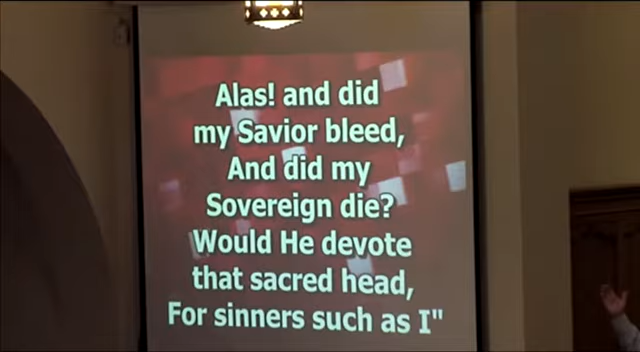 Alas! and did
my Savior bleed,
And did my
Sovereign die?
Would He devote
that sacred head,
For sinners such as I"